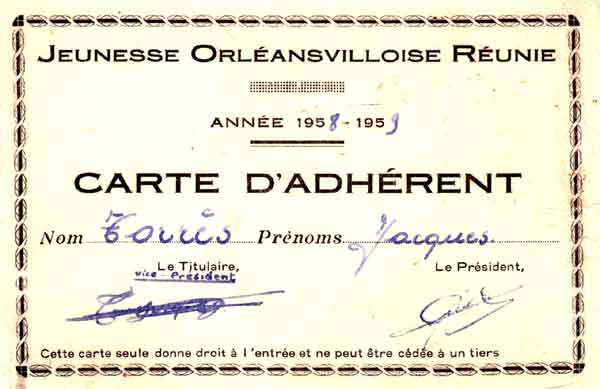 JEUNESSE ORLÉANSVILLOISE RÉUNIE
ANNÉE 1958-1959
CARTE D'ADHÉRENT
Nom Torrès Prénoms Jacques
Le Titulaire, Le Président,
vice-Président
Cette carte seule donne droit à l'entrée et ne peut être cédée à un tiers